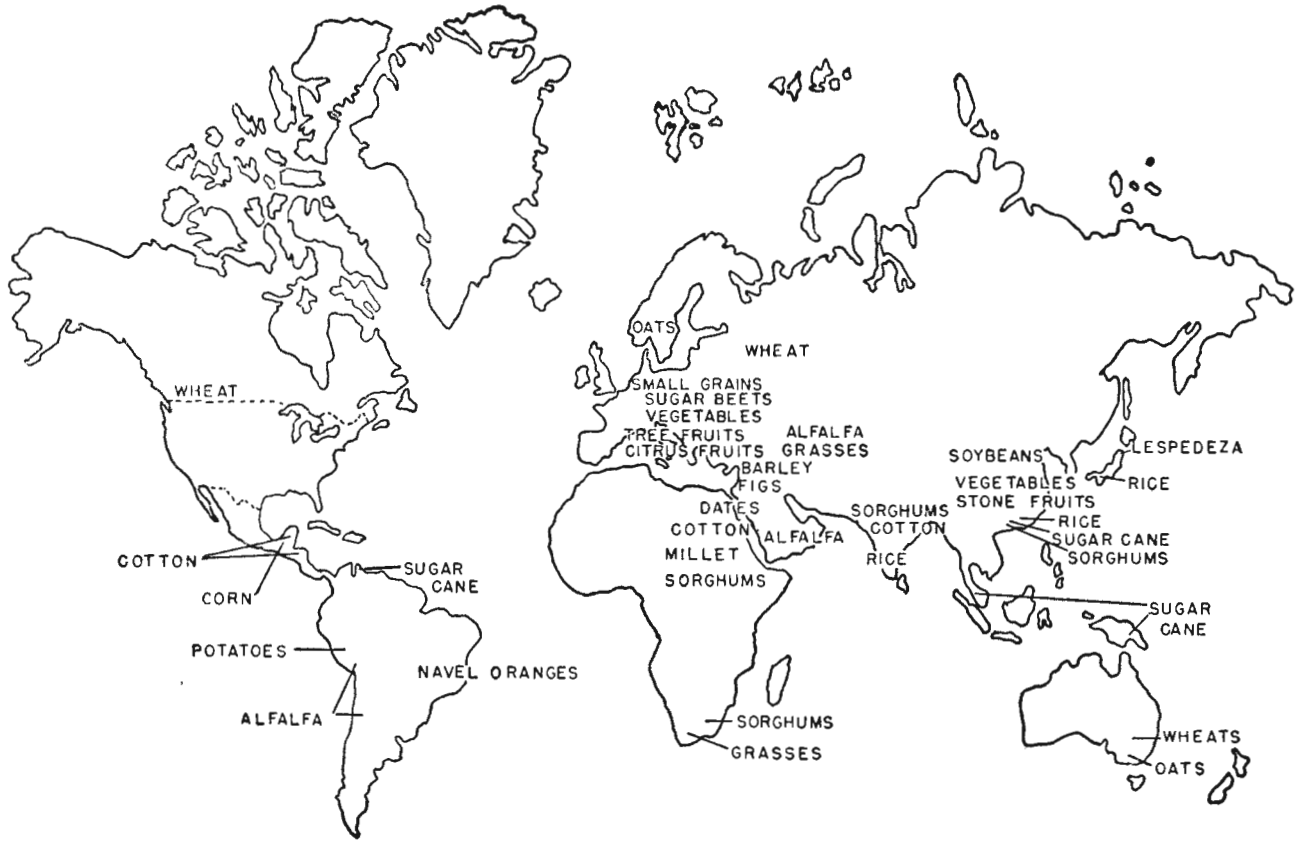 OATS
WHEAT
WHEAT
SMALL GRAINS
SUGAR BEETS
VEGETABLES
TREE FRUITS
CITRUS FRUITS
ALFALFA
GRASSES
BARLEY
FIGS
DATES
COTTON
MILLET
SORGHUMS
ALFALFA
SORGHUMS
COTTON
RICE
SOYBEANS
LESPEDEZA
VEGETABLES
STONE FRUITS
RICE
RICE
SUGAR CANE
SORGHUMS
COTTON
CORN
SUGAR
CANE
SUGAR
CANE
POTATOES
NAVEL ORANGES
ALFALFA
SORGHUMS
GRASSES
WHEATS
OATS